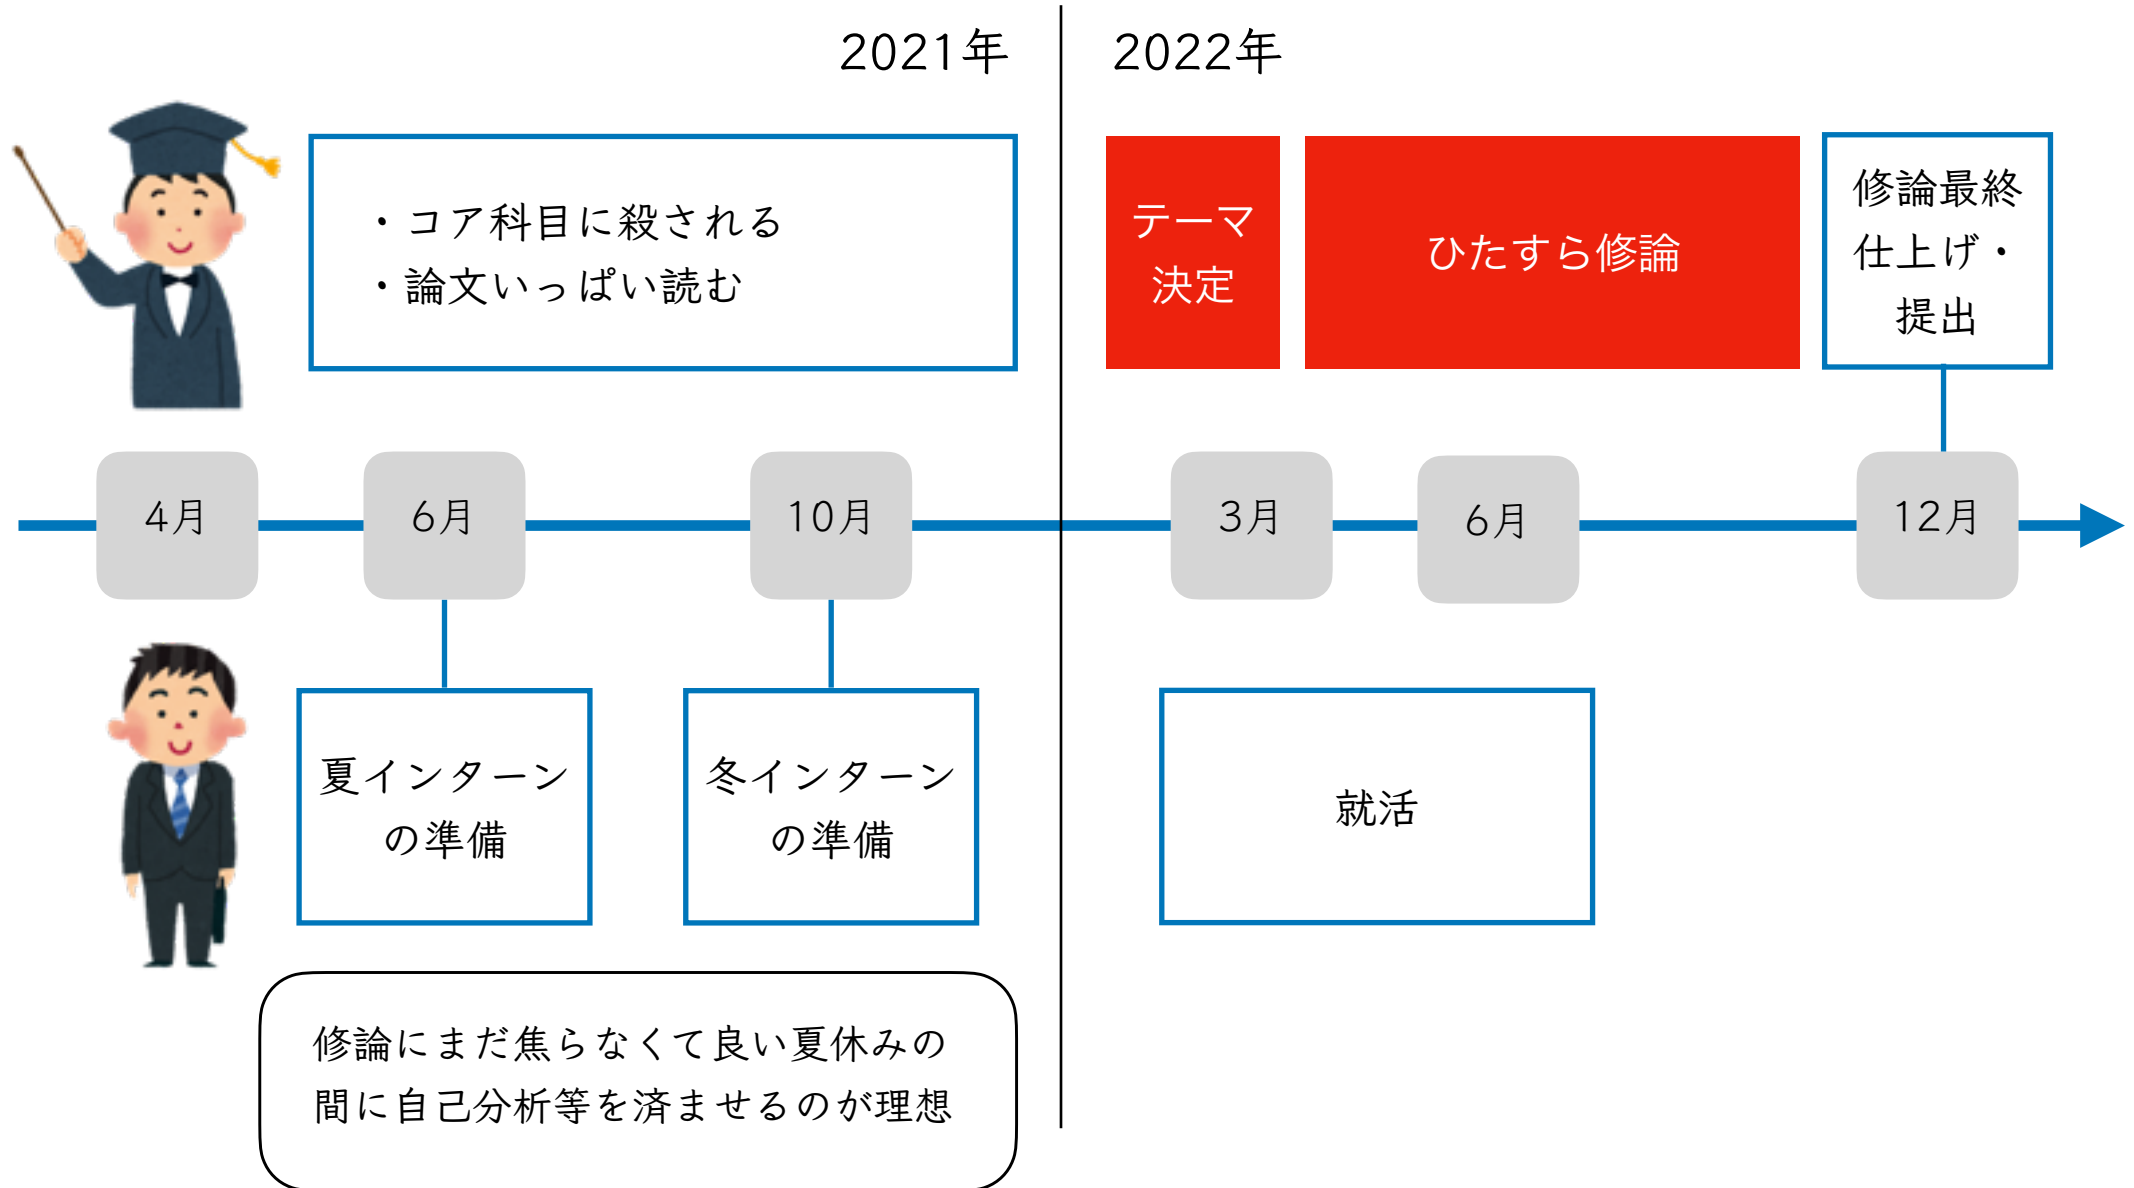 2021年
2022年
・コア科目に殺される
・論文いっぱい読む
テーマ
決定
ひたすら修論
修論最終
仕上げ・
提出
4月
6月
10月
3月
6月
12月
夏インターン
の準備
冬インターン
の準備
就活
修論にまだ焦らなくて良い夏休みの
間に自己分析等を済ませるのが理想